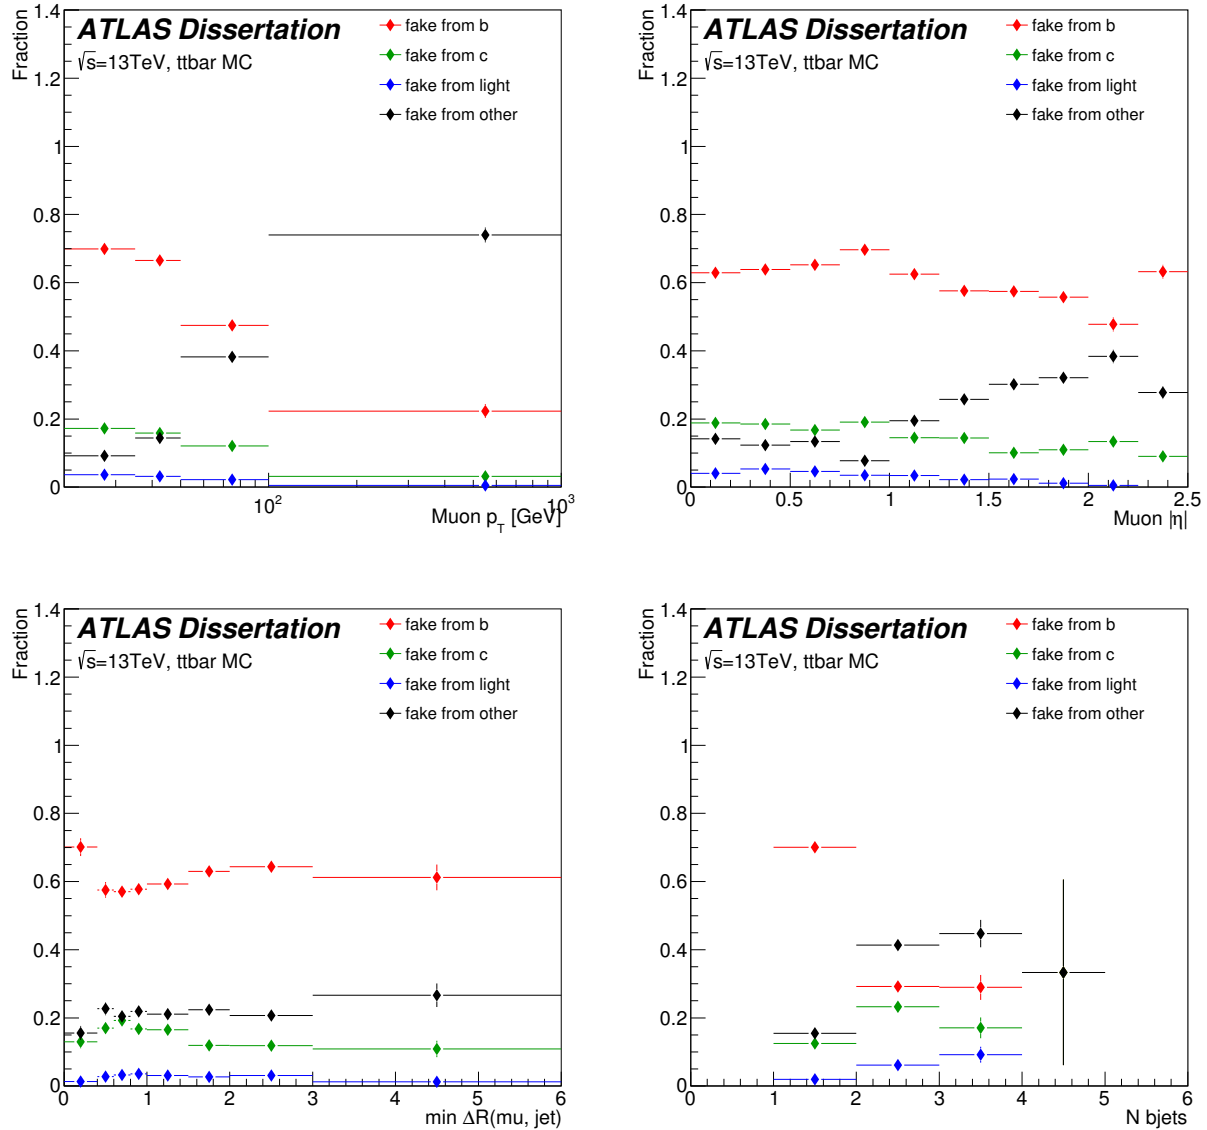 Fraction
1.4
1.2
1
0.8
0.6
0.4
0.2
0
ATLAS Dissertation
√s=13TeV, ttbar MC
fake from b
fake from c
fake from light
fake from other
10²
10³
Muon p_T [GeV]
Fraction
1.4
1.2
1
0.8
0.6
0.4
0.2
0
ATLAS Dissertation
√s=13TeV, ttbar MC
fake from b
fake from c
fake from light
fake from other
0 0.5 1 1.5 2 2.5
Muon |η|
Fraction
1.4
1.2
1
0.8
0.6
0.4
0.2
0
ATLAS Dissertation
√s=13TeV, ttbar MC
fake from b
fake from c
fake from light
fake from other
0 1 2 3 4 5 6
min ΔR(mu, jet)
Fraction
1.4
1.2
1
0.8
0.6
0.4
0.2
0
ATLAS Dissertation
√s=13TeV, ttbar MC
fake from b
fake from c
fake from light
fake from other
0 1 2 3 4 5 6
N bjets